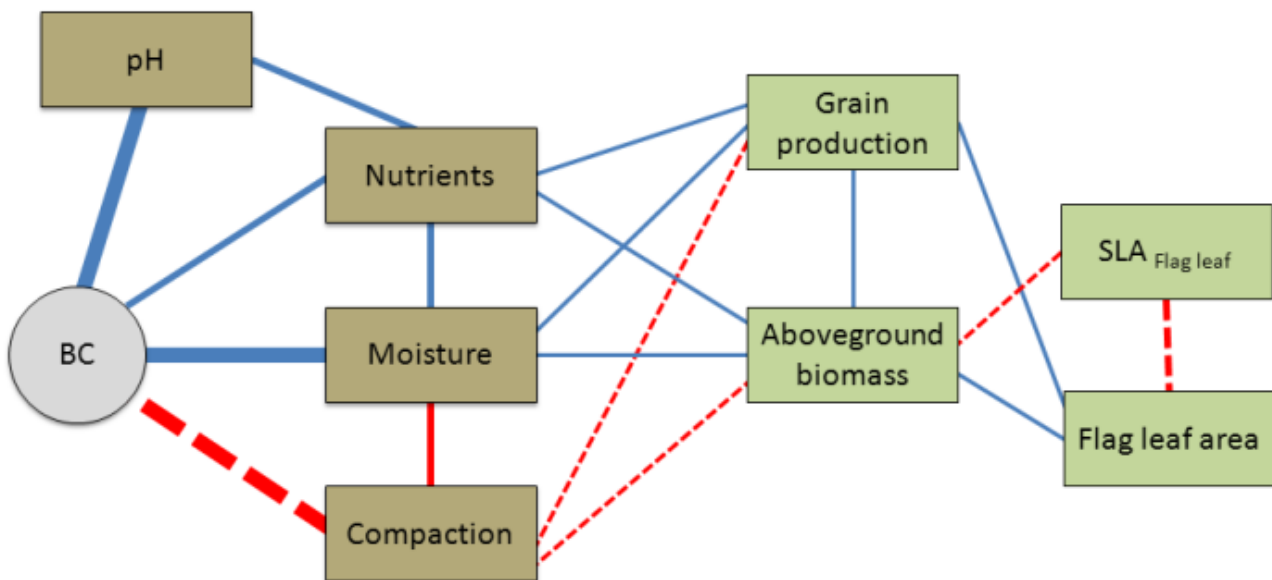 pH
Grain
production
Nutrients
SLA Flag leaf
BC
Moisture
Aboveground
biomass
Flag leaf area
Compaction